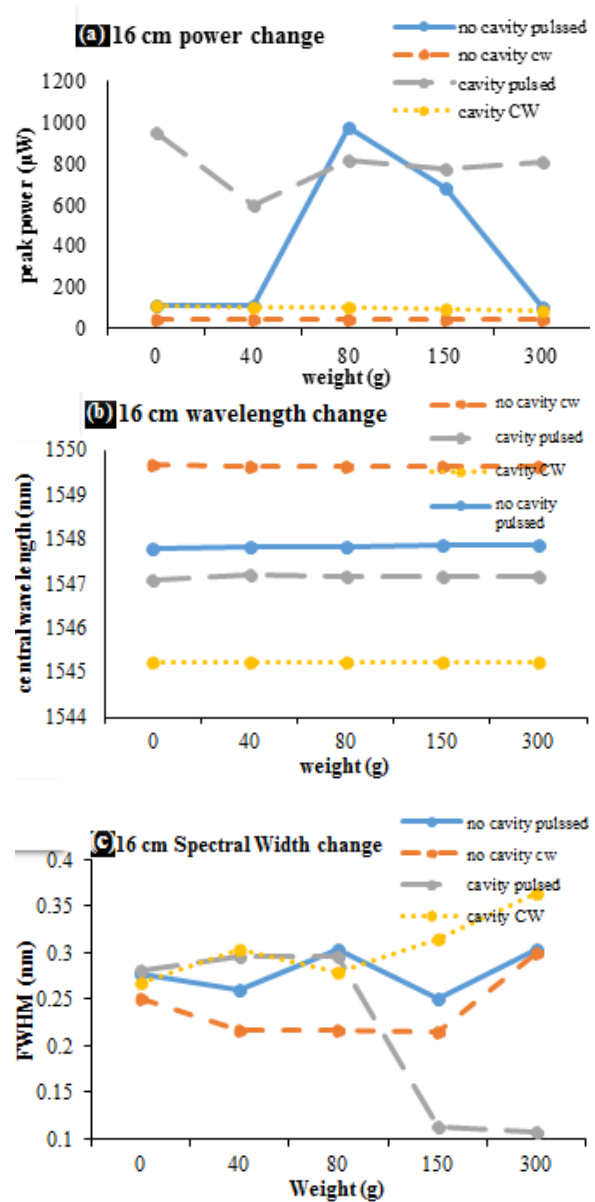 (a) 16 cm power change
no cavity pulssed
no cavity cw
cavity pulsed
cavity CW
1200
1000
800
600
400
200
0
peak power (µW)
0 40 80 150 300
weight (g)
(b) 16 cm wavelength change
no cavity cw
cavity pulsed
cavity CW
no cavity
pulssed
1550
1549
1548
1547
1546
1545
1544
central wavelength (nm)
0 40 80 150 300
weight (g)
(c) 16 cm Spectral Width change
no cavity pulssed
no cavity cw
cavity pulsed
cavity CW
0.4
0.35
0.3
0.25
0.2
0.15
0.1
FWHM (nm)
0 40 80 150 300
Weight (g)